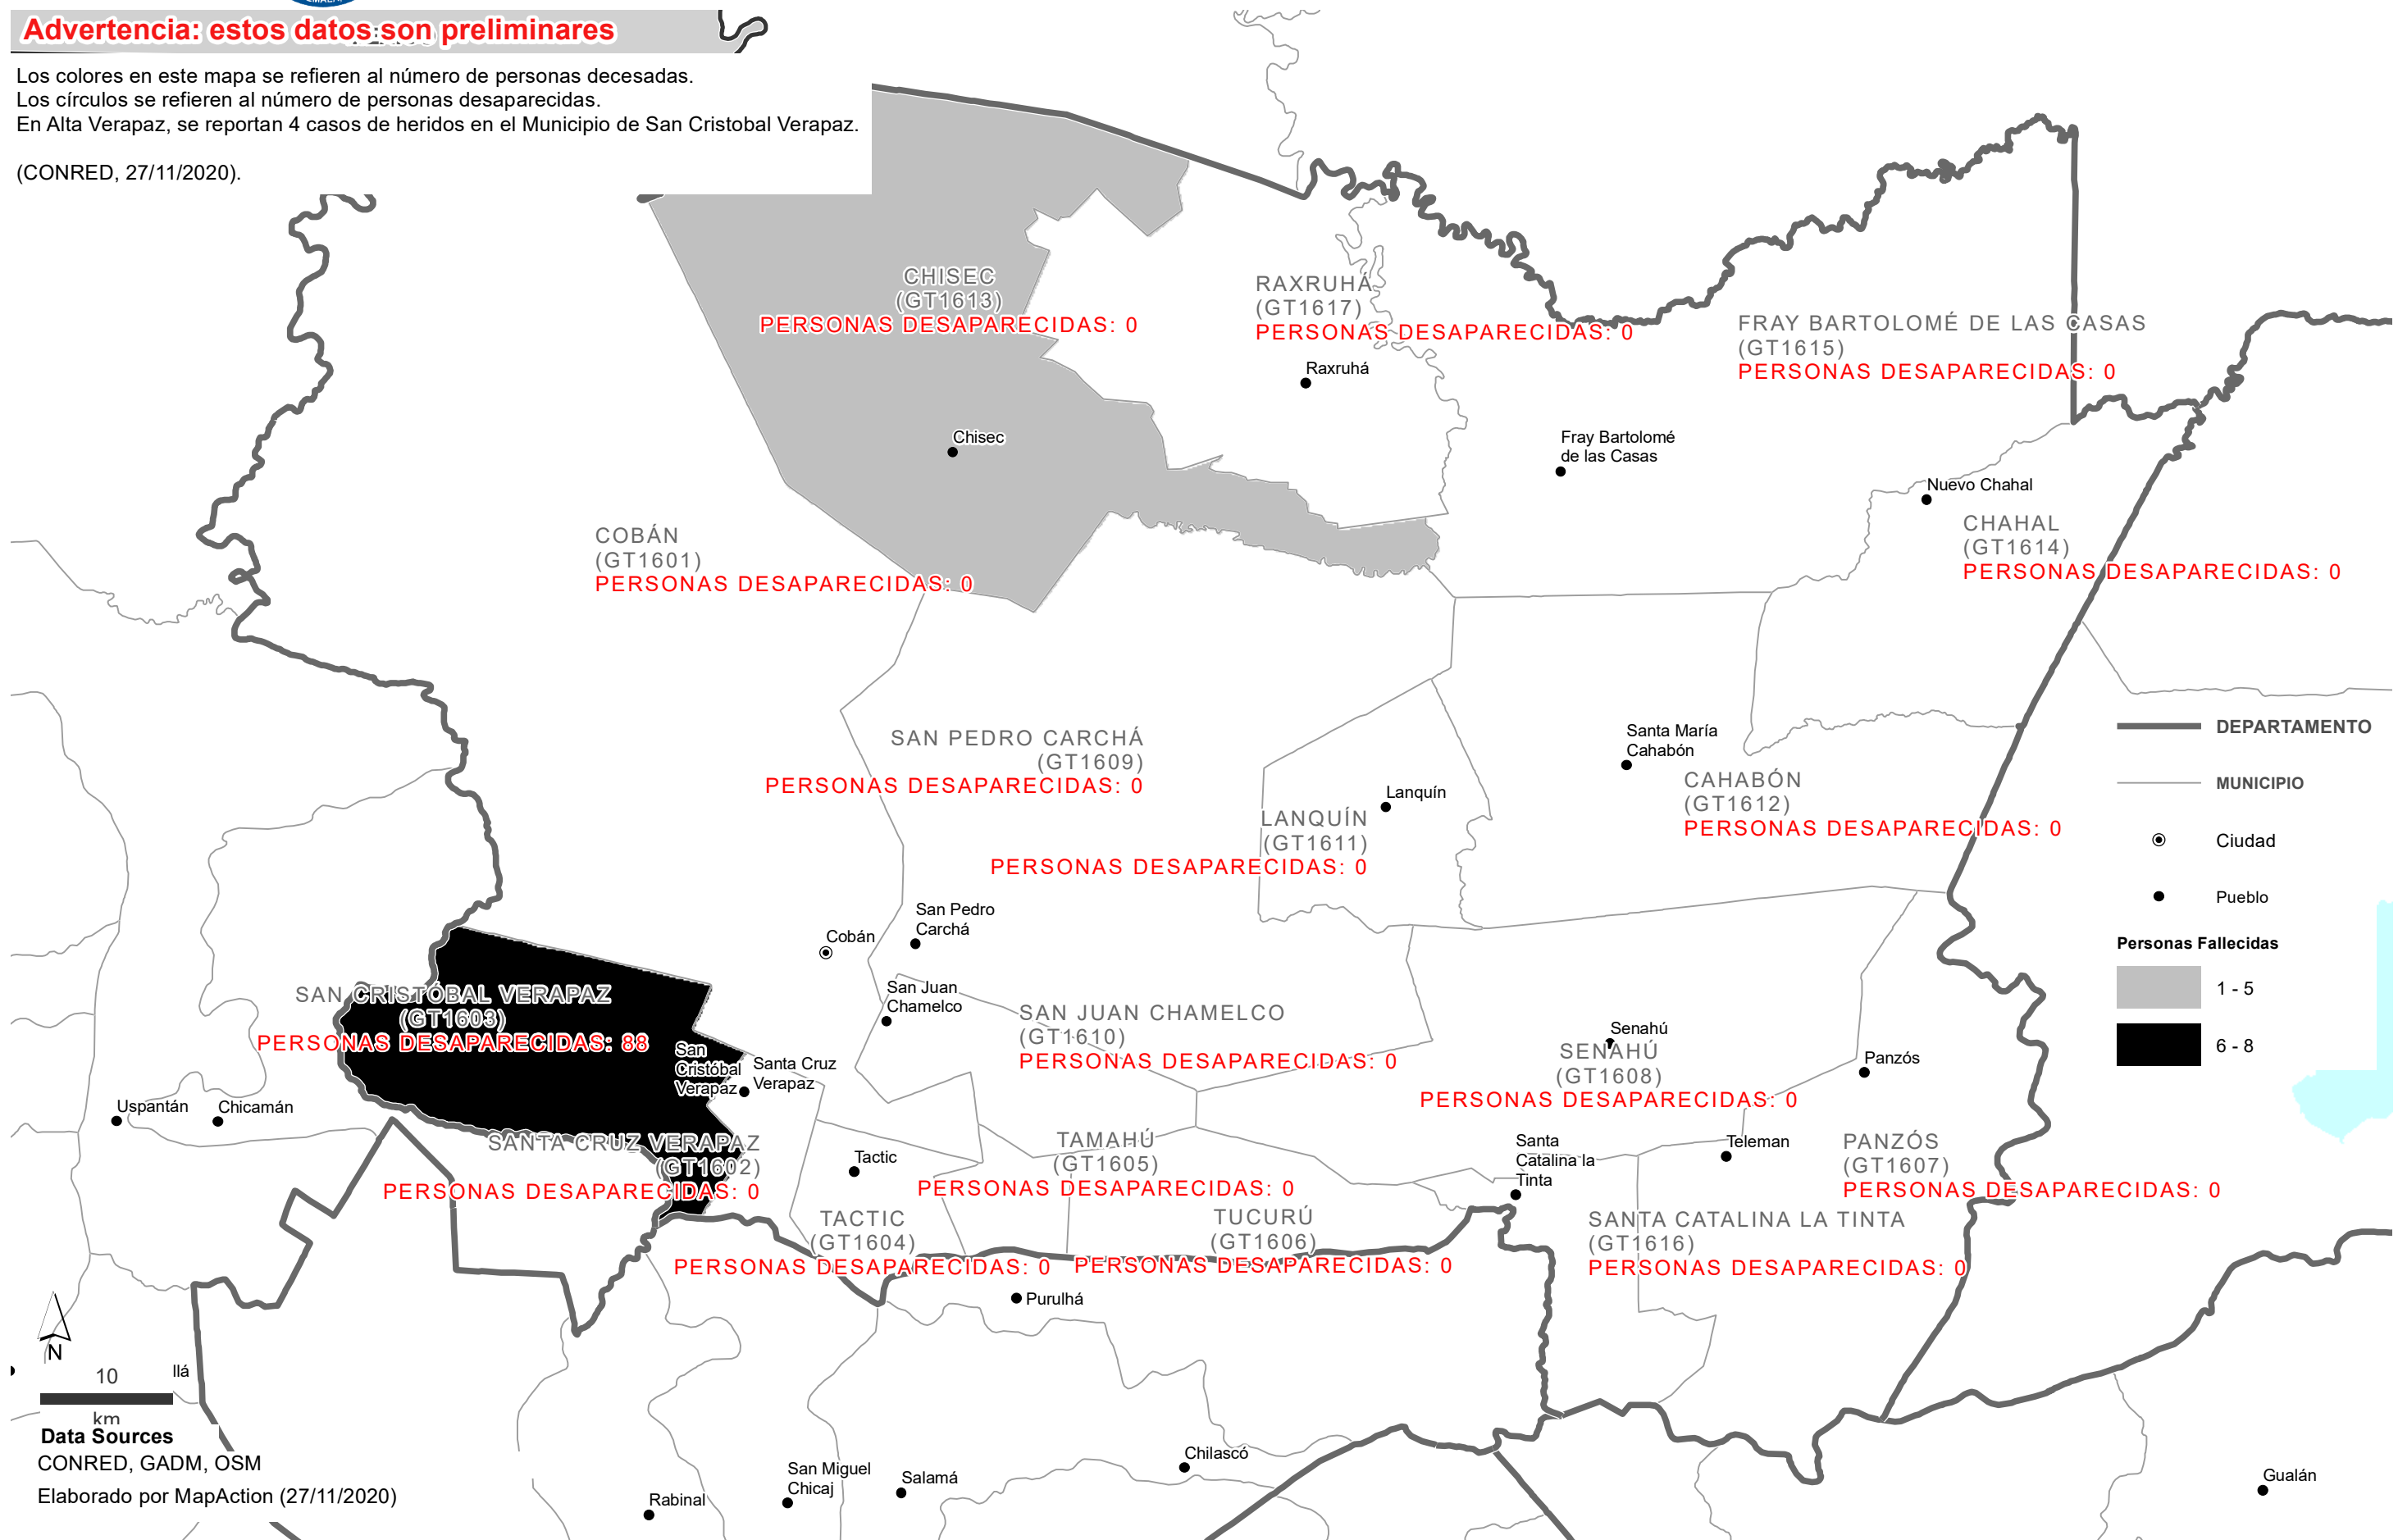 Advertencia: estos datos son preliminares
Los colores en este mapa se refieren al número de personas decesadas.
Los círculos se refieren al número de personas desaparecidas.
En Alta Verapaz, se reportan 4 casos de heridos en el Municipio de San Cristobal Verapaz.
(CONRED, 27/11/2020).
CHISEC
(GT1613)
PERSONAS DESAPARECIDAS: 0
RAXRUHÁ
(GT1617)
PERSONAS DESAPARECIDAS: 0
Raxruhá
FRAY BARTOLOMÉ DE LAS CASAS
(GT1615)
PERSONAS DESAPARECIDAS: 0
Chisec
Fray Bartolomé
de las Casas
Nuevo Chahal
CHAHAL
(GT1614)
PERSONAS DESAPARECIDAS: 0
COBÁN
(GT1601)
PERSONAS DESAPARECIDAS: 0
SAN PEDRO CARCHÁ
(GT1609)
PERSONAS DESAPARECIDAS: 0
Santa María
Cahabón
CAHABÓN
(GT1612)
PERSONAS DESAPARECIDAS: 0
Lanquín
LANQUÍN
(GT1611)
PERSONAS DESAPARECIDAS: 0
DEPARTAMENTO
MUNICIPIO
Ciudad
Pueblo
Personas Fallecidas
1 - 5
6 - 8
San Pedro
Carchá
Cobán
San Juan
Chamelco
SAN JUAN CHAMELCO
(GT1610)
PERSONAS DESAPARECIDAS: 0
SAN CRISTÓBAL VERAPAZ
(GT1603)
PERSONAS DESAPARECIDAS: 88
San
Cristóbal
Verapaz
Santa Cruz
Verapaz
Senahú
SENAHÚ
(GT1608)
PERSONAS DESAPARECIDAS: 0
Panzós
Uspantán
Chicamán
SANTA CRUZ VERAPAZ
(GT1602)
PERSONAS DESAPARECIDAS: 0
Tactic
TAMAHÚ
(GT1605)
PERSONAS DESAPARECIDAS: 0
Santa
Catalina la
Tinta
Teleman
PANZÓS
(GT1607)
PERSONAS DESAPARECIDAS: 0
TACTIC
(GT1604)
PERSONAS DESAPARECIDAS: 0
TUCURÚ
(GT1606)
PERSONAS DESAPARECIDAS: 0
SANTA CATALINA LA TINTA
(GT1616)
PERSONAS DESAPARECIDAS: 0
Purulhá
N
10
km
llá
Data Sources
CONRED, GADM, OSM
Elaborado por MapAction (27/11/2020)
Rabinal
San Miguel
Chicaj
Salamá
Chilascó
Gualán